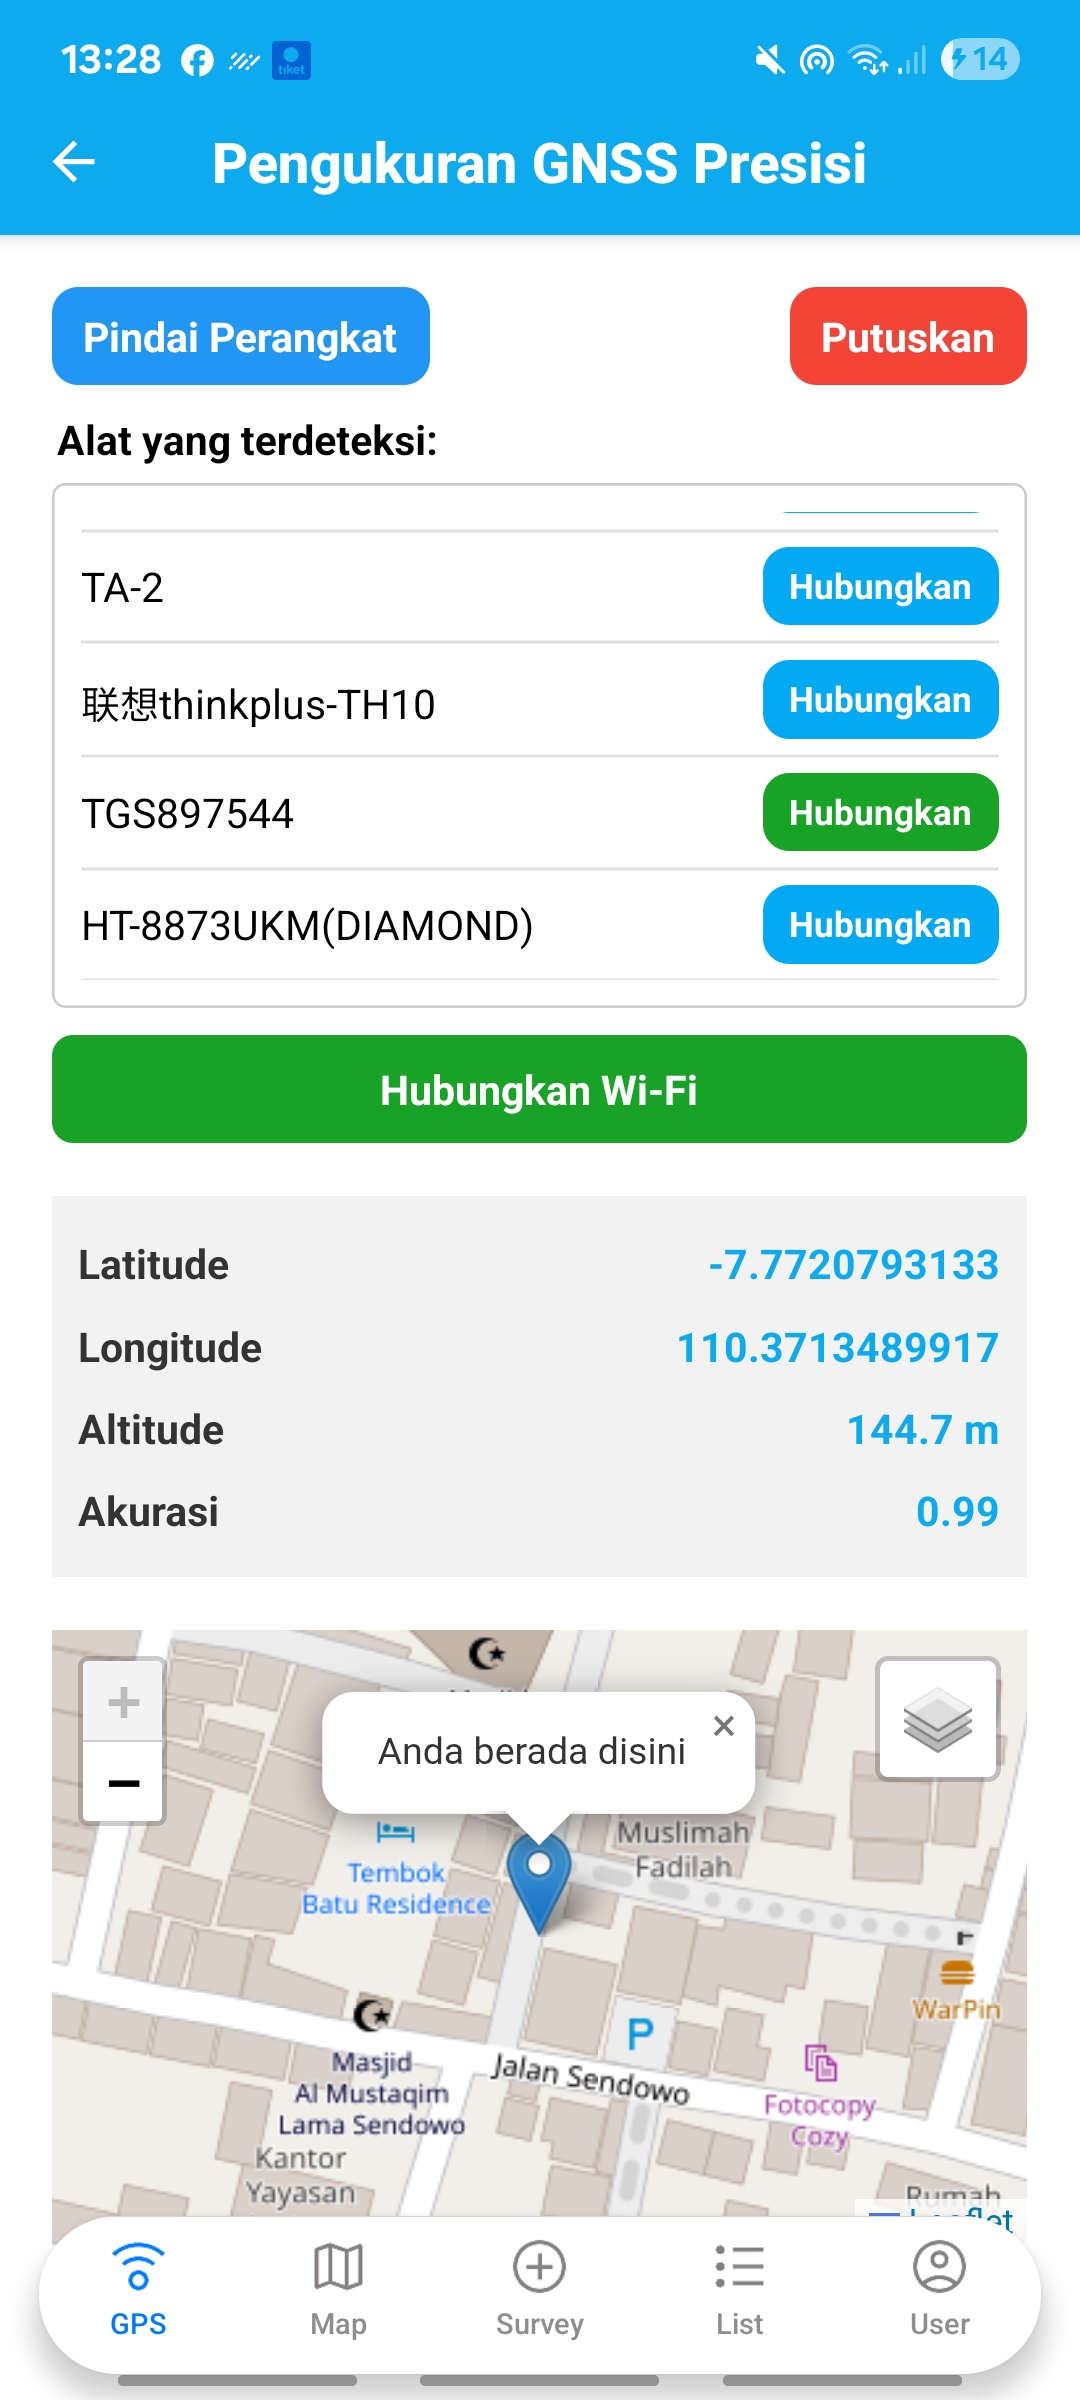 13:28
tiket
14
Pengukuran GNSS Presisi
Pindai Perangkat
Putuskan
Alat yang terdeteksi:
TA-2
Hubungkan
联想thinkplus-TH10
Hubungkan
TGS897544
Hubungkan
HT-8873UKM(DIAMOND)
Hubungkan
Hubungkan Wi-Fi
Latitude
-7.7720793133
Longitude
110.3713489917
Altitude
144.7 m
Akurasi
0.99
+
−
Anda berada disini
×
Muslimah
Fadilah
Tembok
Batu Residence
WarPin
P
Masjid
Al Mustaqim
Lama Sendowo
Jalan Sendowo
Fotocopy
Cozy
Kantor
Yayasan
Rumah
Leaflet
GPS
Map
Survey
List
User